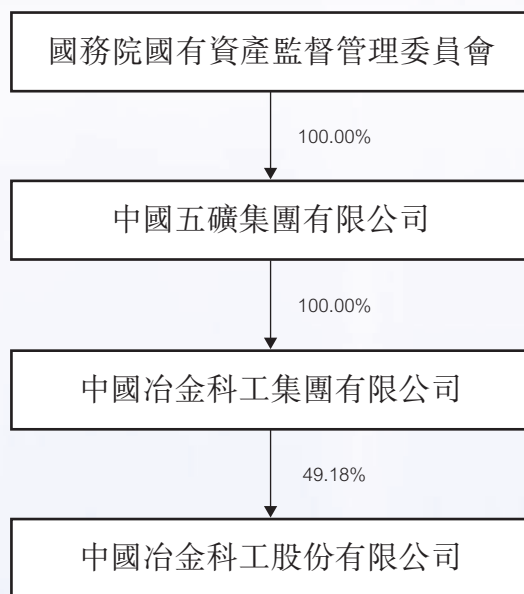 國務院國有資產監督管理委員會
100.00%
中國五礦集團有限公司
100.00%
中國冶金科工集團有限公司
49.18%
中國冶金科工股份有限公司